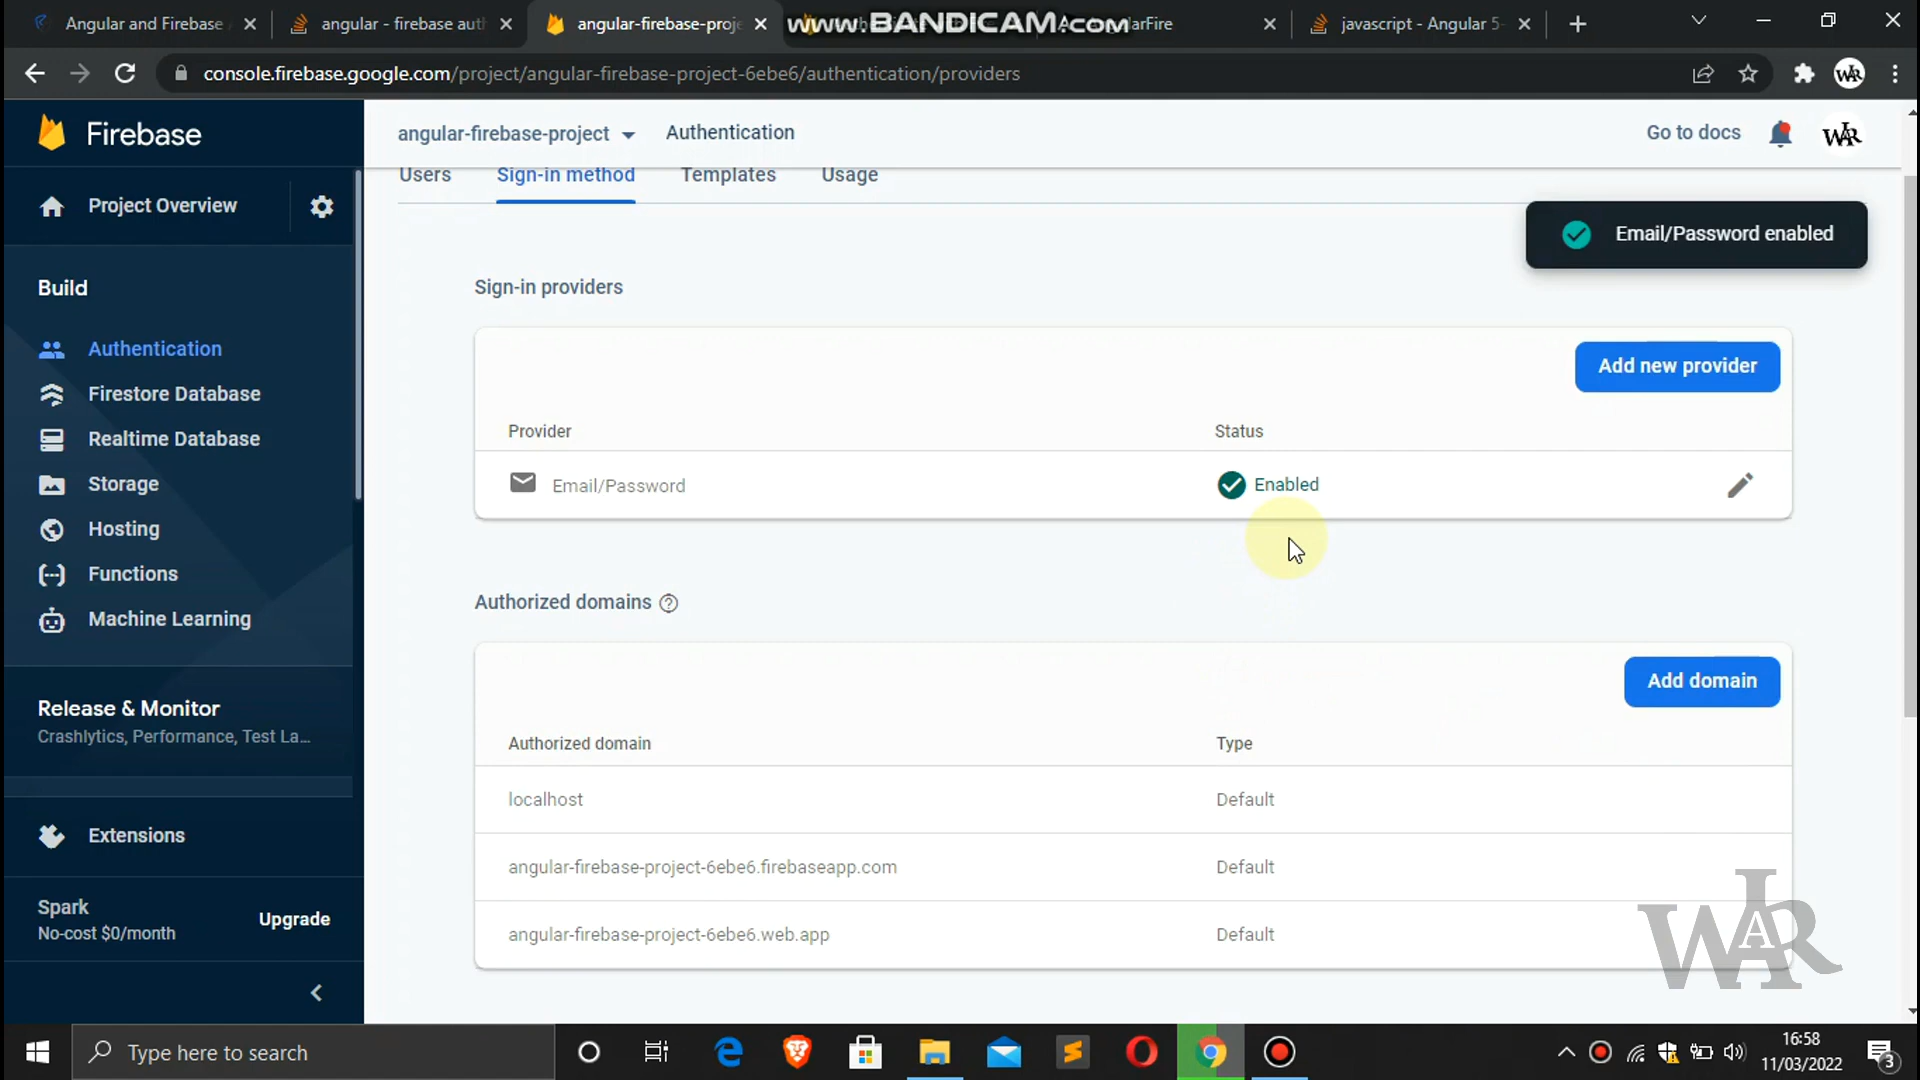 Angular and Firebase
angular - firebase aut
angular-firebase-proj
www.BANDICAM.com
AngularFire
javascript - Angular 5-
console.firebase.google.com/project/angular-firebase-project-6ebe6/authentication/providers
WAR
Firebase
angular-firebase-project
Authentication
Go to docs
WAR
Project Overview
Users
Sign-in method
Templates
Usage
Email/Password enabled
Build
Sign-in providers
Authentication
Add new provider
Firestore Database
Realtime Database
Provider
Status
Storage
Email/Password
Enabled
Hosting
Functions
Authorized domains
Machine Learning
Add domain
Release & Monitor
Crashlytics, Performance, Test La...
Authorized domain
Type
localhost
Default
Extensions
angular-firebase-project-6ebe6.firebaseapp.com
Default
Spark
No-cost $0/month
Upgrade
angular-firebase-project-6ebe6.web.app
Default
WAR
Type here to search
16:58
11/03/2022
3